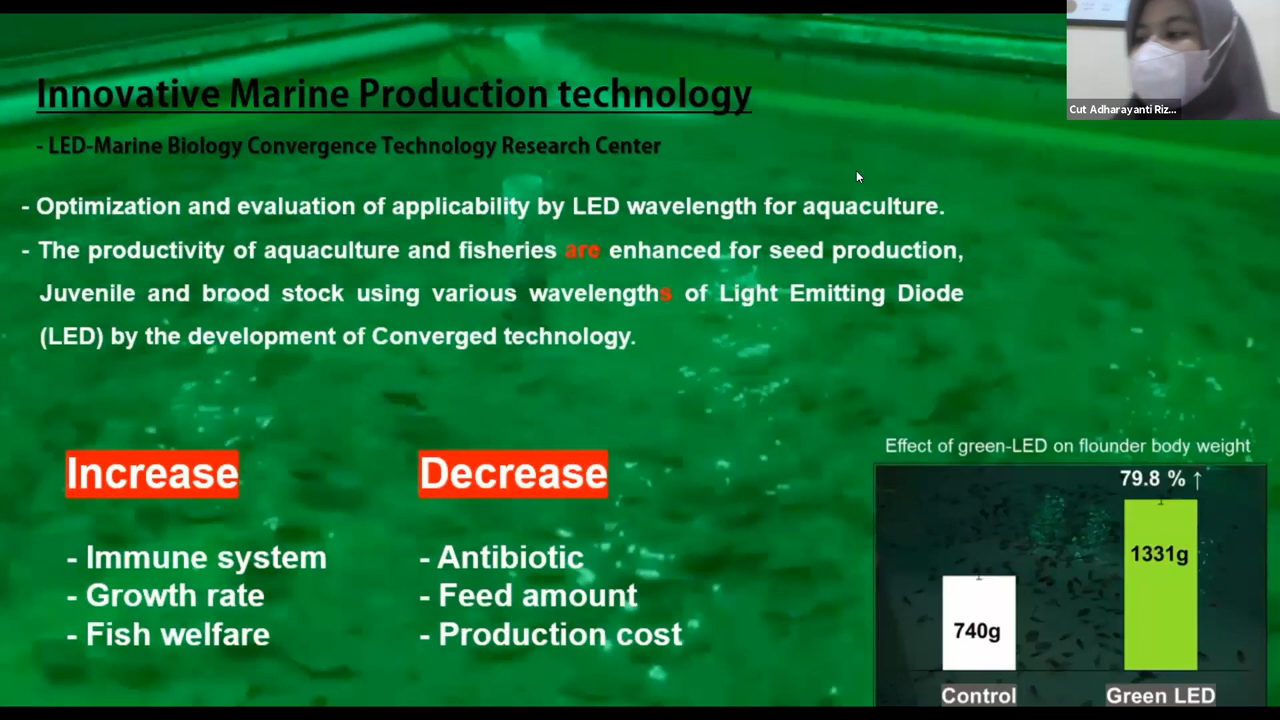 Innovative Marine Production technology
- LED-Marine Biology Convergence Technology Research Center
Cut Adharayanti Riz...
- Optimization and evaluation of applicability by LED wavelength for aquaculture.
- The productivity of aquaculture and fisheries are enhanced for seed production,
Juvenile and brood stock using various wavelengths of Light Emitting Diode
(LED) by the development of Converged technology.
Increase
- Immune system
- Growth rate
- Fish welfare
Decrease
- Antibiotic
- Feed amount
- Production cost
Effect of green-LED on flounder body weight
79.8 % ↑
1331g
740g
Control
Green LED